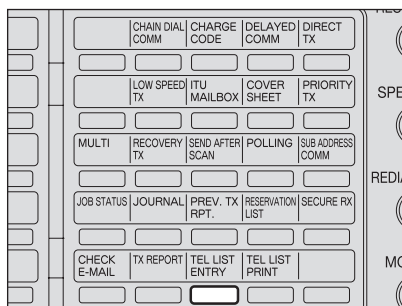 CHAIN DIAL COMM
CHARGE CODE
DELAYED COMM
DIRECT TX
LOW SPEED TX
ITU MAILBOX
COVER SHEET
PRIORITY TX
SPE
MULTI
RECOVERY TX
SEND AFTER SCAN
POLLING
SUB ADDRESS COMM
REDIA
JOB STATUS
JOURNAL
PREV. TX RPT.
RESERVATION LIST
SECURE RX
CHECK E-MAIL
TX REPORT
TEL LIST ENTRY
TEL LIST PRINT
MO